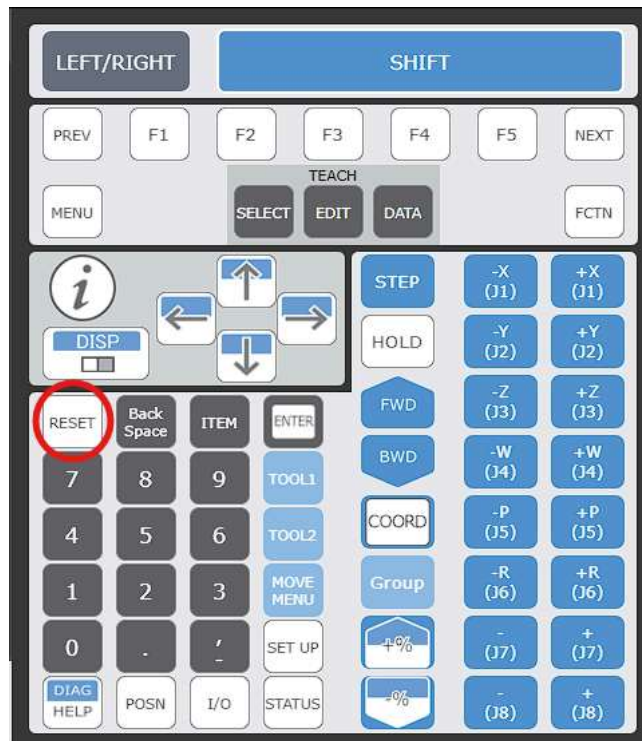 LEFT/RIGHT SHIFT
PREV F1 F2 F3 F4 F5 NEXT
TEACH
MENU SELECT EDIT DATA FCTN
i
DISP
STEP -X +X
(J1) (J1)
HOLD -Y +Y
(J2) (J2)
FWD -Z +Z
(J3) (J3)
BWD -W +W
(J4) (J4)
COORD -P +P
(J5) (J5)
Group -R +R
(J6) (J6)
+% - +
(J7) (J7)
-% - +
(J8) (J8)
RESET Back ITEM ENTER
Space
7 8 9 TOOL1
4 5 6 TOOL2
1 2 3 MOVE
MENU
0 . , SET UP
-
DIAG
HELP POSN I/O STATUS